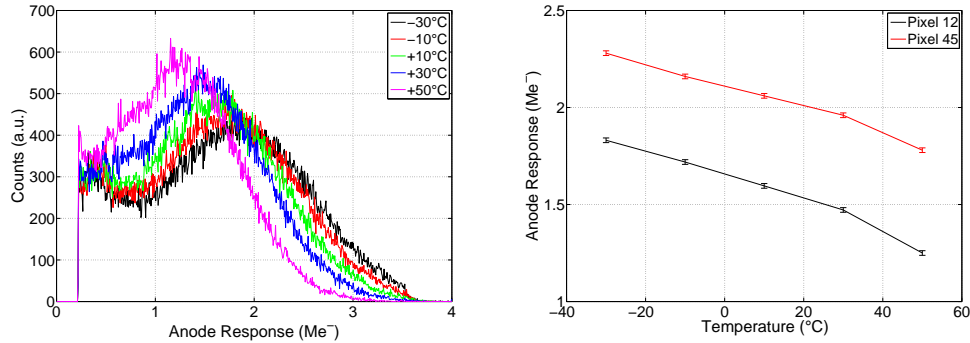 700
600
500
400
300
200
100
0
0 1 2 3 4
Counts (a.u.)
Anode Response (Me⁻)
−30°C
−10°C
+10°C
+30°C
+50°C
2.5
2
1.5
1
−40 −20 0 20 40 60
Anode Response (Me⁻)
Temperature (°C)
Pixel 12
Pixel 45